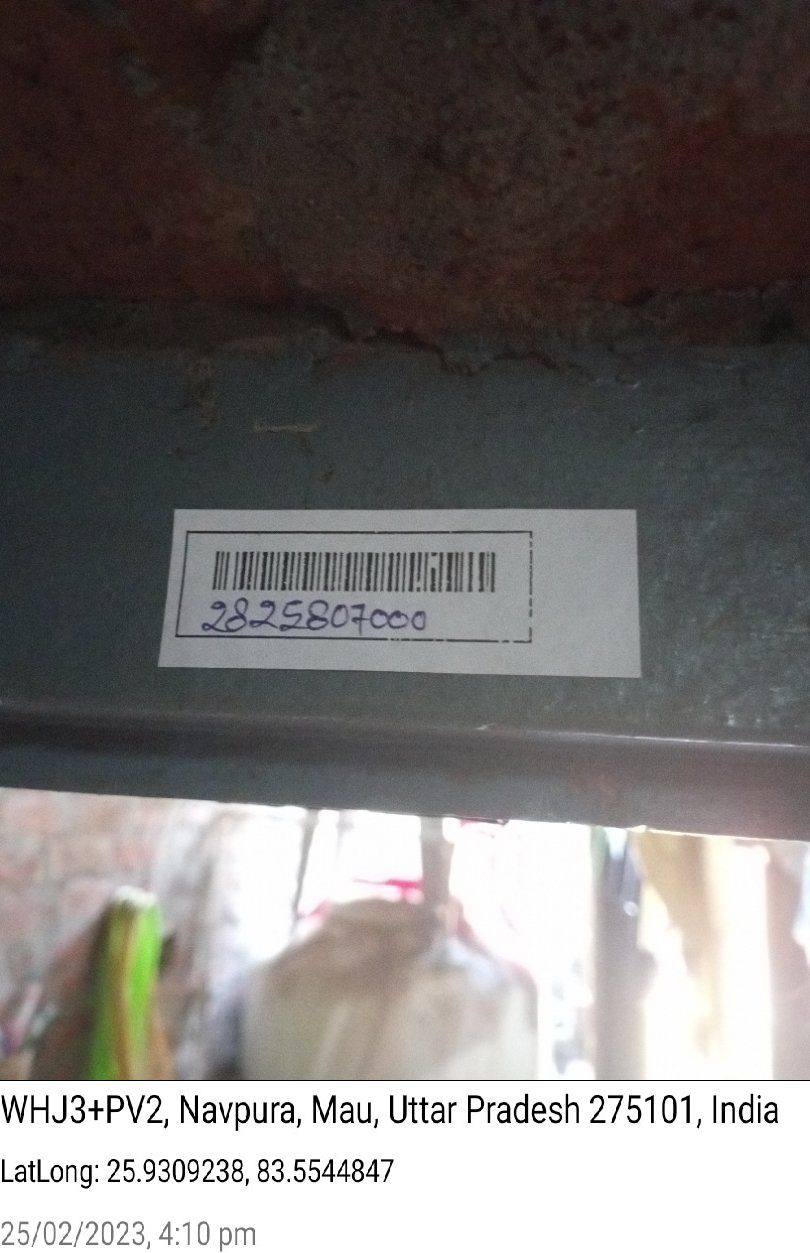 2825807000
WHJ3+PV2, Navpura, Mau, Uttar Pradesh 275101, India
LatLong: 25.9309238, 83.5544847
25/02/2023, 4:10 pm